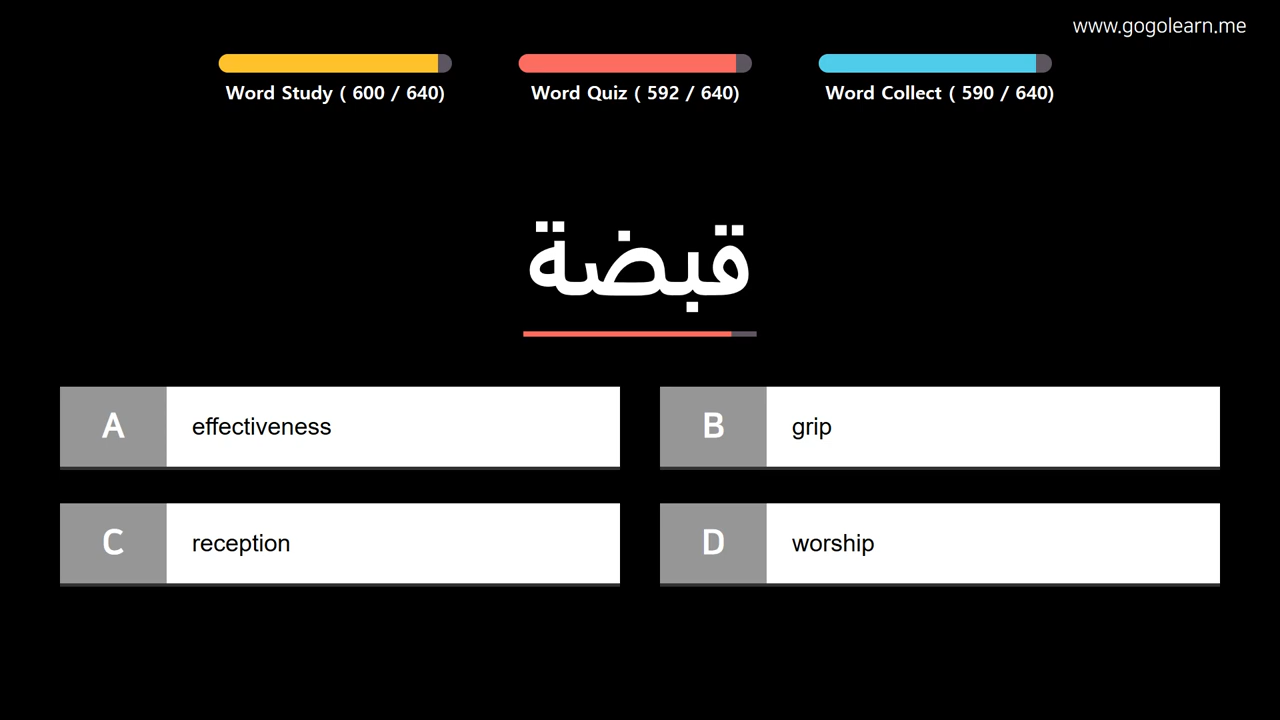 www.gogolearn.me
Word Study ( 600 / 640)
Word Quiz ( 592 / 640)
Word Collect ( 590 / 640)
قبضة
A effectiveness
B grip
C reception
D worship